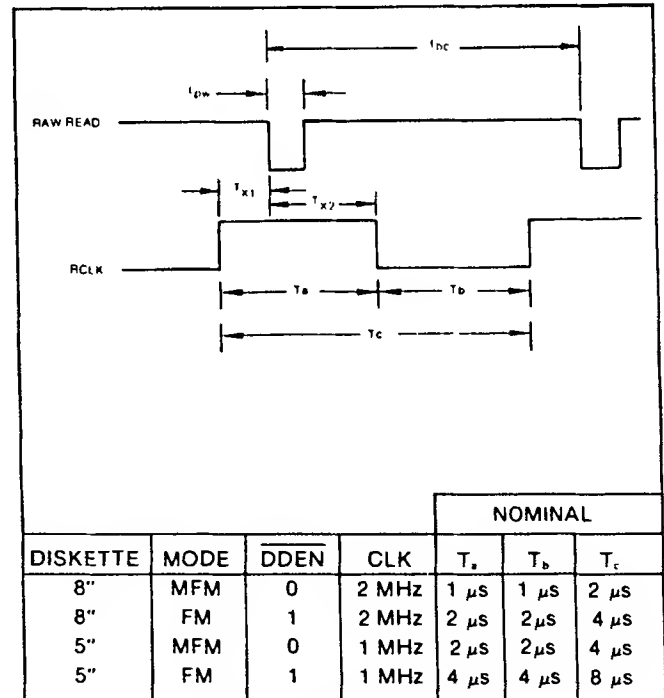 tbc
tpw
RAW READ
Tx1
Tx2
RCLK
Ta
Tb
Tc
NOMINAL
DISKETTE MODE DDEN CLK Ta Tb Tc
8" MFM 0 2 MHz 1 μs 1 μs 2 μs
8" FM 1 2 MHz 2 μs 2μs 4 μs
5" MFM 0 1 MHz 2 μs 2μs 4 μs
5" FM 1 1 MHz 4 μs 4 μs 8 μs